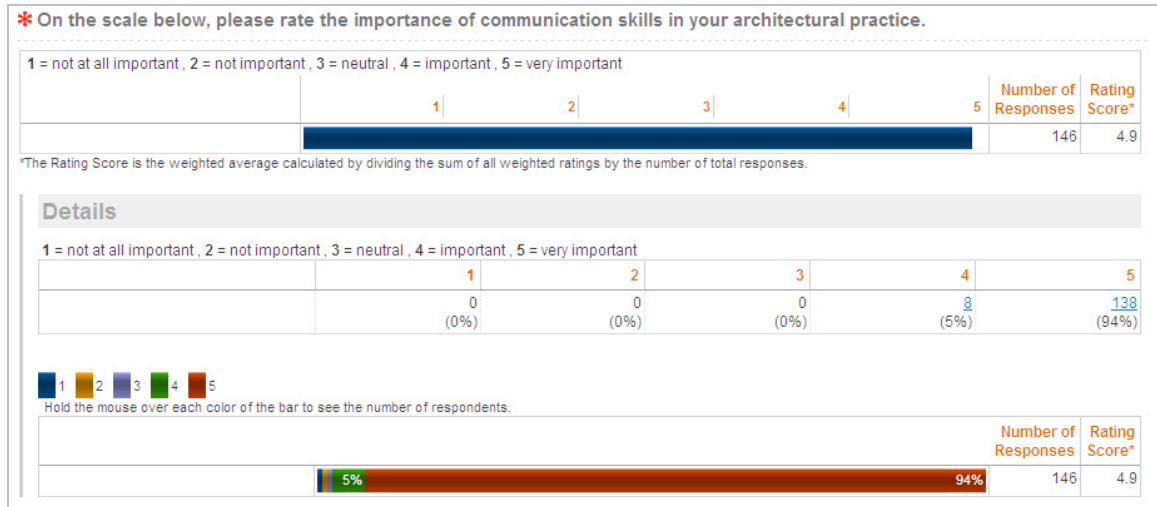 * On the scale below, please rate the importance of communication skills in your architectural practice.
1 = not at all important , 2 = not important , 3 = neutral , 4 = important , 5 = very important
1 2 3 4 5 Number of Responses Rating Score*
146 4.9
*The Rating Score is the weighted average calculated by dividing the sum of all weighted ratings by the number of total responses.
Details
1 = not at all important , 2 = not important , 3 = neutral , 4 = important , 5 = very important
1 2 3 4 5
0 0 0 8 138
(0%) (0%) (0%) (5%) (94%)
1 2 3 4 5
Hold the mouse over each color of the bar to see the number of respondents.
Number of Responses Rating Score*
5% 94% 146 4.9